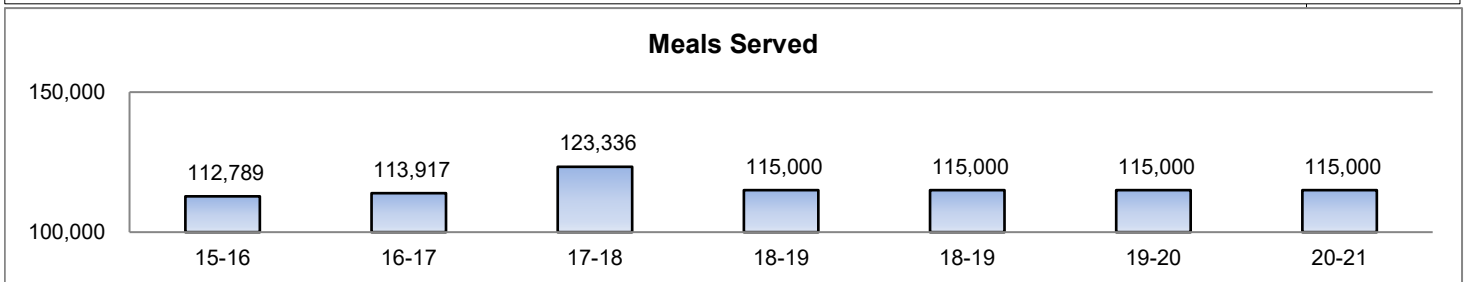 Meals Served
150,000
123,336
112,789 113,917 115,000 115,000 115,000 115,000
100,000
15-16 16-17 17-18 18-19 18-19 19-20 20-21